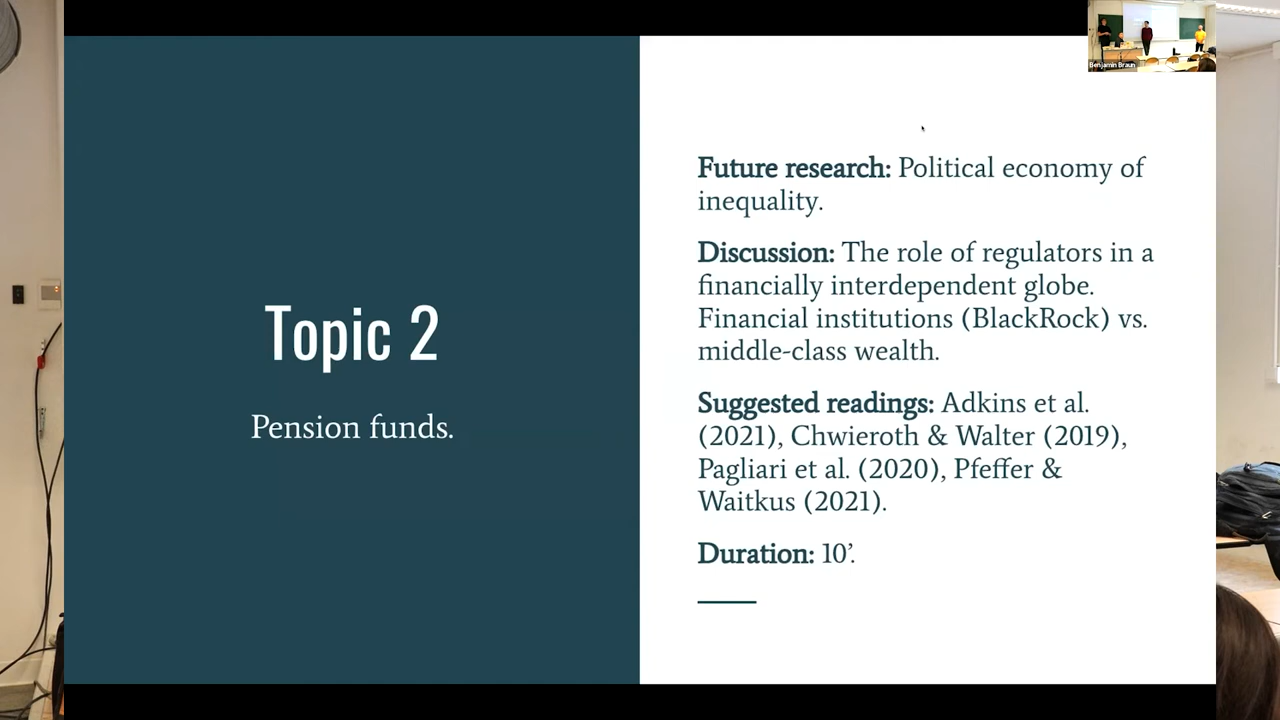 Benjamin Braun
Topic 2
Pension funds.
Future research: Political economy of
inequality.
Discussion: The role of regulators in a
financially interdependent globe.
Financial institutions (BlackRock) vs.
middle-class wealth.
Suggested readings: Adkins et al.
(2021), Chwieroth & Walter (2019),
Pagliari et al. (2020), Pfeffer &
Waitkus (2021).
Duration: 10’.